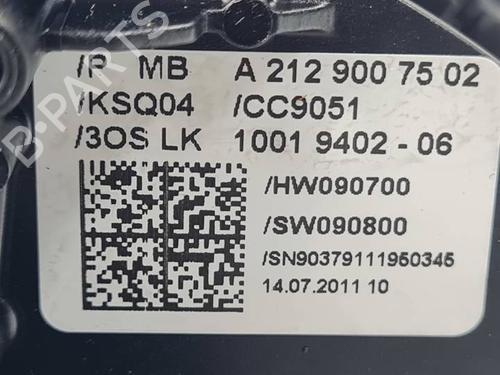 /P MB A 212 900 75 02
/KSQ04 /CC9051
/3OS LK 1001 9402 - 06
/HW090700
/SW090800
/SN90379111950345
14.07.2011 10
B-PARTS